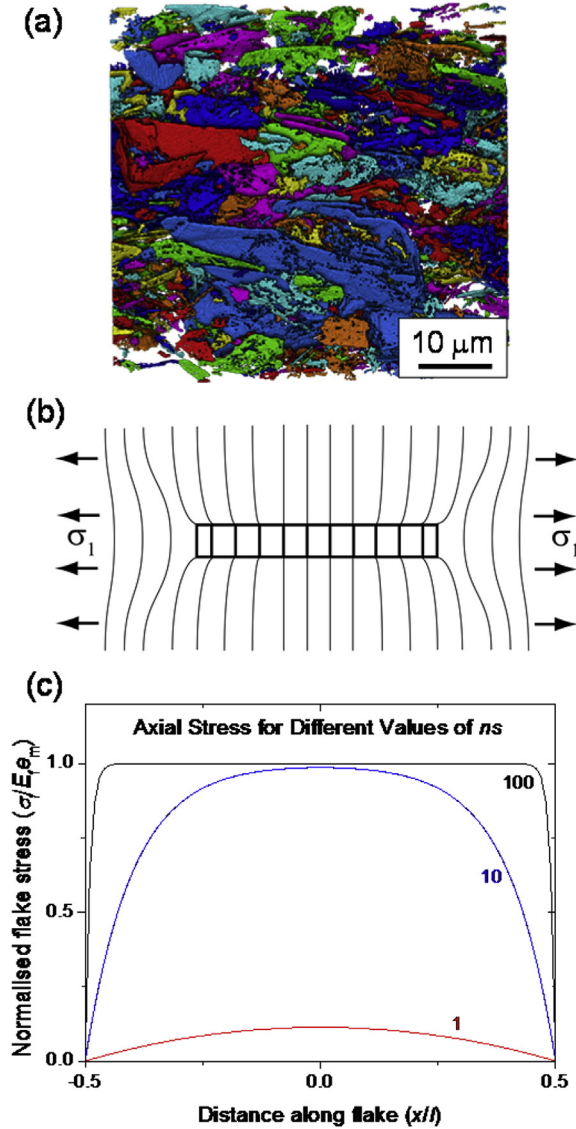 (a)
10 μm
(b)
σ₁ σ₁
(c)
Axial Stress for Different Values of ns
Normalised flake stress (σf/Efem)
1.0
0.5
0.0
100
10
1
-0.5 0.0 0.5
Distance along flake (x/l)